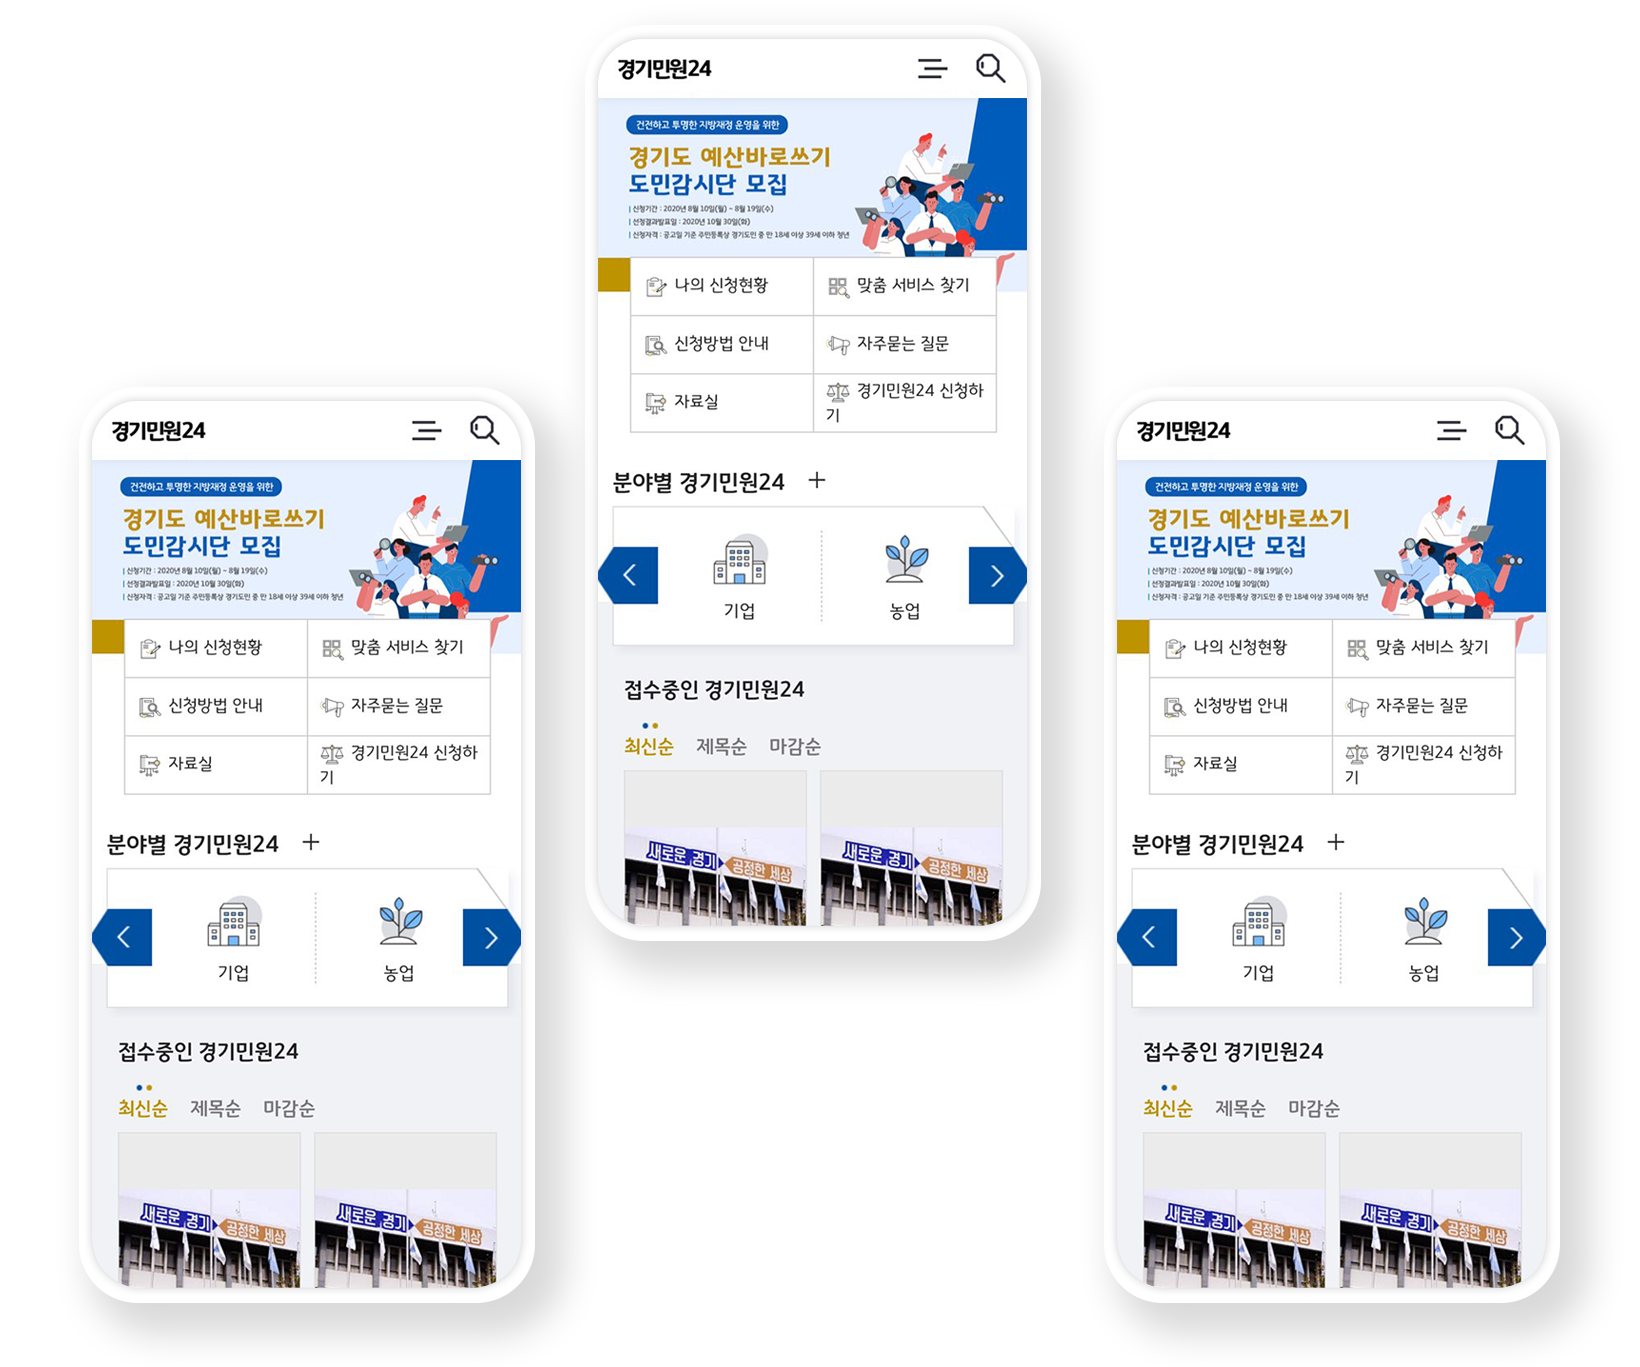 경기민원24
건전하고 투명한 지방재정 운영을 위한
경기도 예산바로쓰기
도민감시단 모집
신청기간 : 2020년 8월 10일(월) ~ 8월 19일(수)
선정결과발표일 : 2020년 10월 30일(화)
신청자격 : 공고일 기준 주민등록상 경기도민 중 만 18세 이상 39세 이하 청년
나의 신청현황
맞춤 서비스 찾기
신청방법 안내
자주묻는 질문
자료실
경기민원24 신청하
기
분야별 경기민원24 +
기업
농업
접수중인 경기민원24
최신순 제목순 마감순
새로운 경기 공정한 세상
새로운 경기 공정한 세상
경기민원24
건전하고 투명한 지방재정 운영을 위한
경기도 예산바로쓰기
도민감시단 모집
신청기간 : 2020년 8월 10일(월) ~ 8월 19일(수)
선정결과발표일 : 2020년 10월 30일(화)
신청자격 : 공고일 기준 주민등록상 경기도민 중 만 18세 이상 39세 이하 청년
나의 신청현황
맞춤 서비스 찾기
신청방법 안내
자주묻는 질문
자료실
경기민원24 신청하
기
분야별 경기민원24 +
기업
농업
접수중인 경기민원24
최신순 제목순 마감순
새로운 경기 공정한 세상
새로운 경기 공정한 세상
경기민원24
건전하고 투명한 지방재정 운영을 위한
경기도 예산바로쓰기
도민감시단 모집
신청기간 : 2020년 8월 10일(월) ~ 8월 19일(수)
선정결과발표일 : 2020년 10월 30일(화)
신청자격 : 공고일 기준 주민등록상 경기도민 중 만 18세 이상 39세 이하 청년
나의 신청현황
맞춤 서비스 찾기
신청방법 안내
자주묻는 질문
자료실
경기민원24 신청하
기
분야별 경기민원24 +
기업
농업
접수중인 경기민원24
최신순 제목순 마감순
새로운 경기 공정한 세상
새로운 경기 공정한 세상